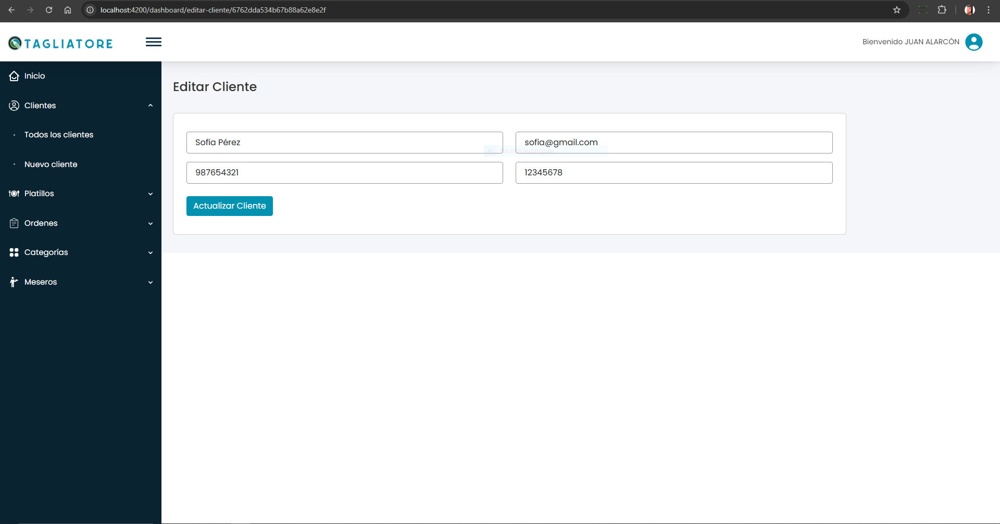 localhost:4200/dashboard/editar-cliente/6762dda534b67b88a62e8e2f
TAGLIATORE
Bienvenido JUAN ALARCÓN
Inicio
Clientes
Todos los clientes
Nuevo cliente
Platillos
Ordenes
Categorías
Meseros
Editar Cliente
Sofía Pérez
sofia@gmail.com
Recorte rectangular
987654321
12345678
Actualizar Cliente